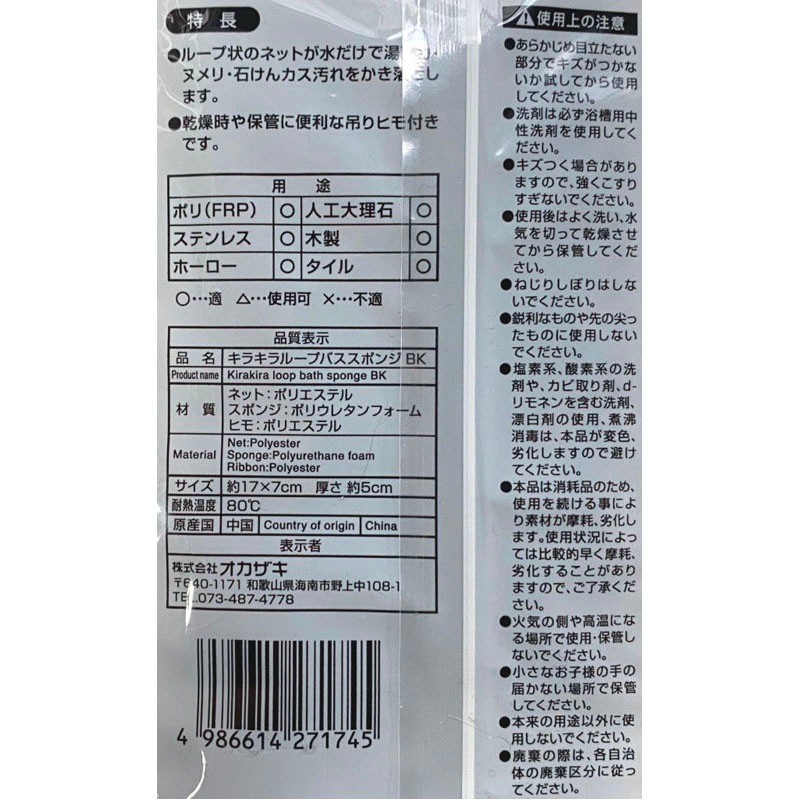 特長
●ループ状のネットが水だけで湯
ヌメリ・石けんカス汚れをかき落とし
ます。
●乾燥時や保管に便利な吊りヒモ付き
です。
用 途
ポリ(FRP) ○ 人工大理石 ○
ステンレス ○ 木製 ○
ホーロー ○ タイル ○
○…適 △…使用可 ×…不適
品質表示
品 名 キラキラループバススポンジ BK
Product name Kirakira loop bath sponge BK
材 質 ネット:ポリエステル
スポンジ:ポリウレタンフォーム
ヒモ:ポリエステル
Material Net:Polyester
Sponge:Polyurethane foam
Ribbon:Polyester
サイズ 約17×7cm 厚さ 約5cm
耐熱温度 80℃
原産国 中国 Country of origin China
表示者
株式会社オカザキ
〒640-1171 和歌山県海南市野上中108-1
TEL.073-487-4778
4 986614 271745
⚠使用上の注意
●あらかじめ目立たない
部分でキズがつかな
いか試してから使用
してください。
●洗剤は必ず浴槽用中
性洗剤を使用してく
ださい。
●キズつく場合があり
ますので、強くこすり
すぎないでください。
●使用後はよく洗い、水
気を切って乾燥させ
てから保管してくだ
さい。
●ねじりしぼりはしな
いでください。
●鋭利なものや先の尖っ
たものに使用しない
でください。
●塩素系、酸素系の洗
剤や、カビ取り剤、d-
リモネンを含む洗剤、
漂白剤の使用、煮沸
消毒は、本品が変色、
劣化しますので避け
てください。
●本品は消耗品のため、
使用を続ける事によ
り素材が摩耗、劣化し
ます。使用状況によっ
ては比較的早く摩耗、
劣化することがあり
ますので、ご了承くだ
さい。
●火気の側や高温にな
る場所で使用・保管し
ないでください。
●小さなお子様の手の
届かない場所で保管
してください。
●本来の用途以外に使
用しないでください。
●廃棄の際は、各自治
体の廃棄区分に従っ
てください。